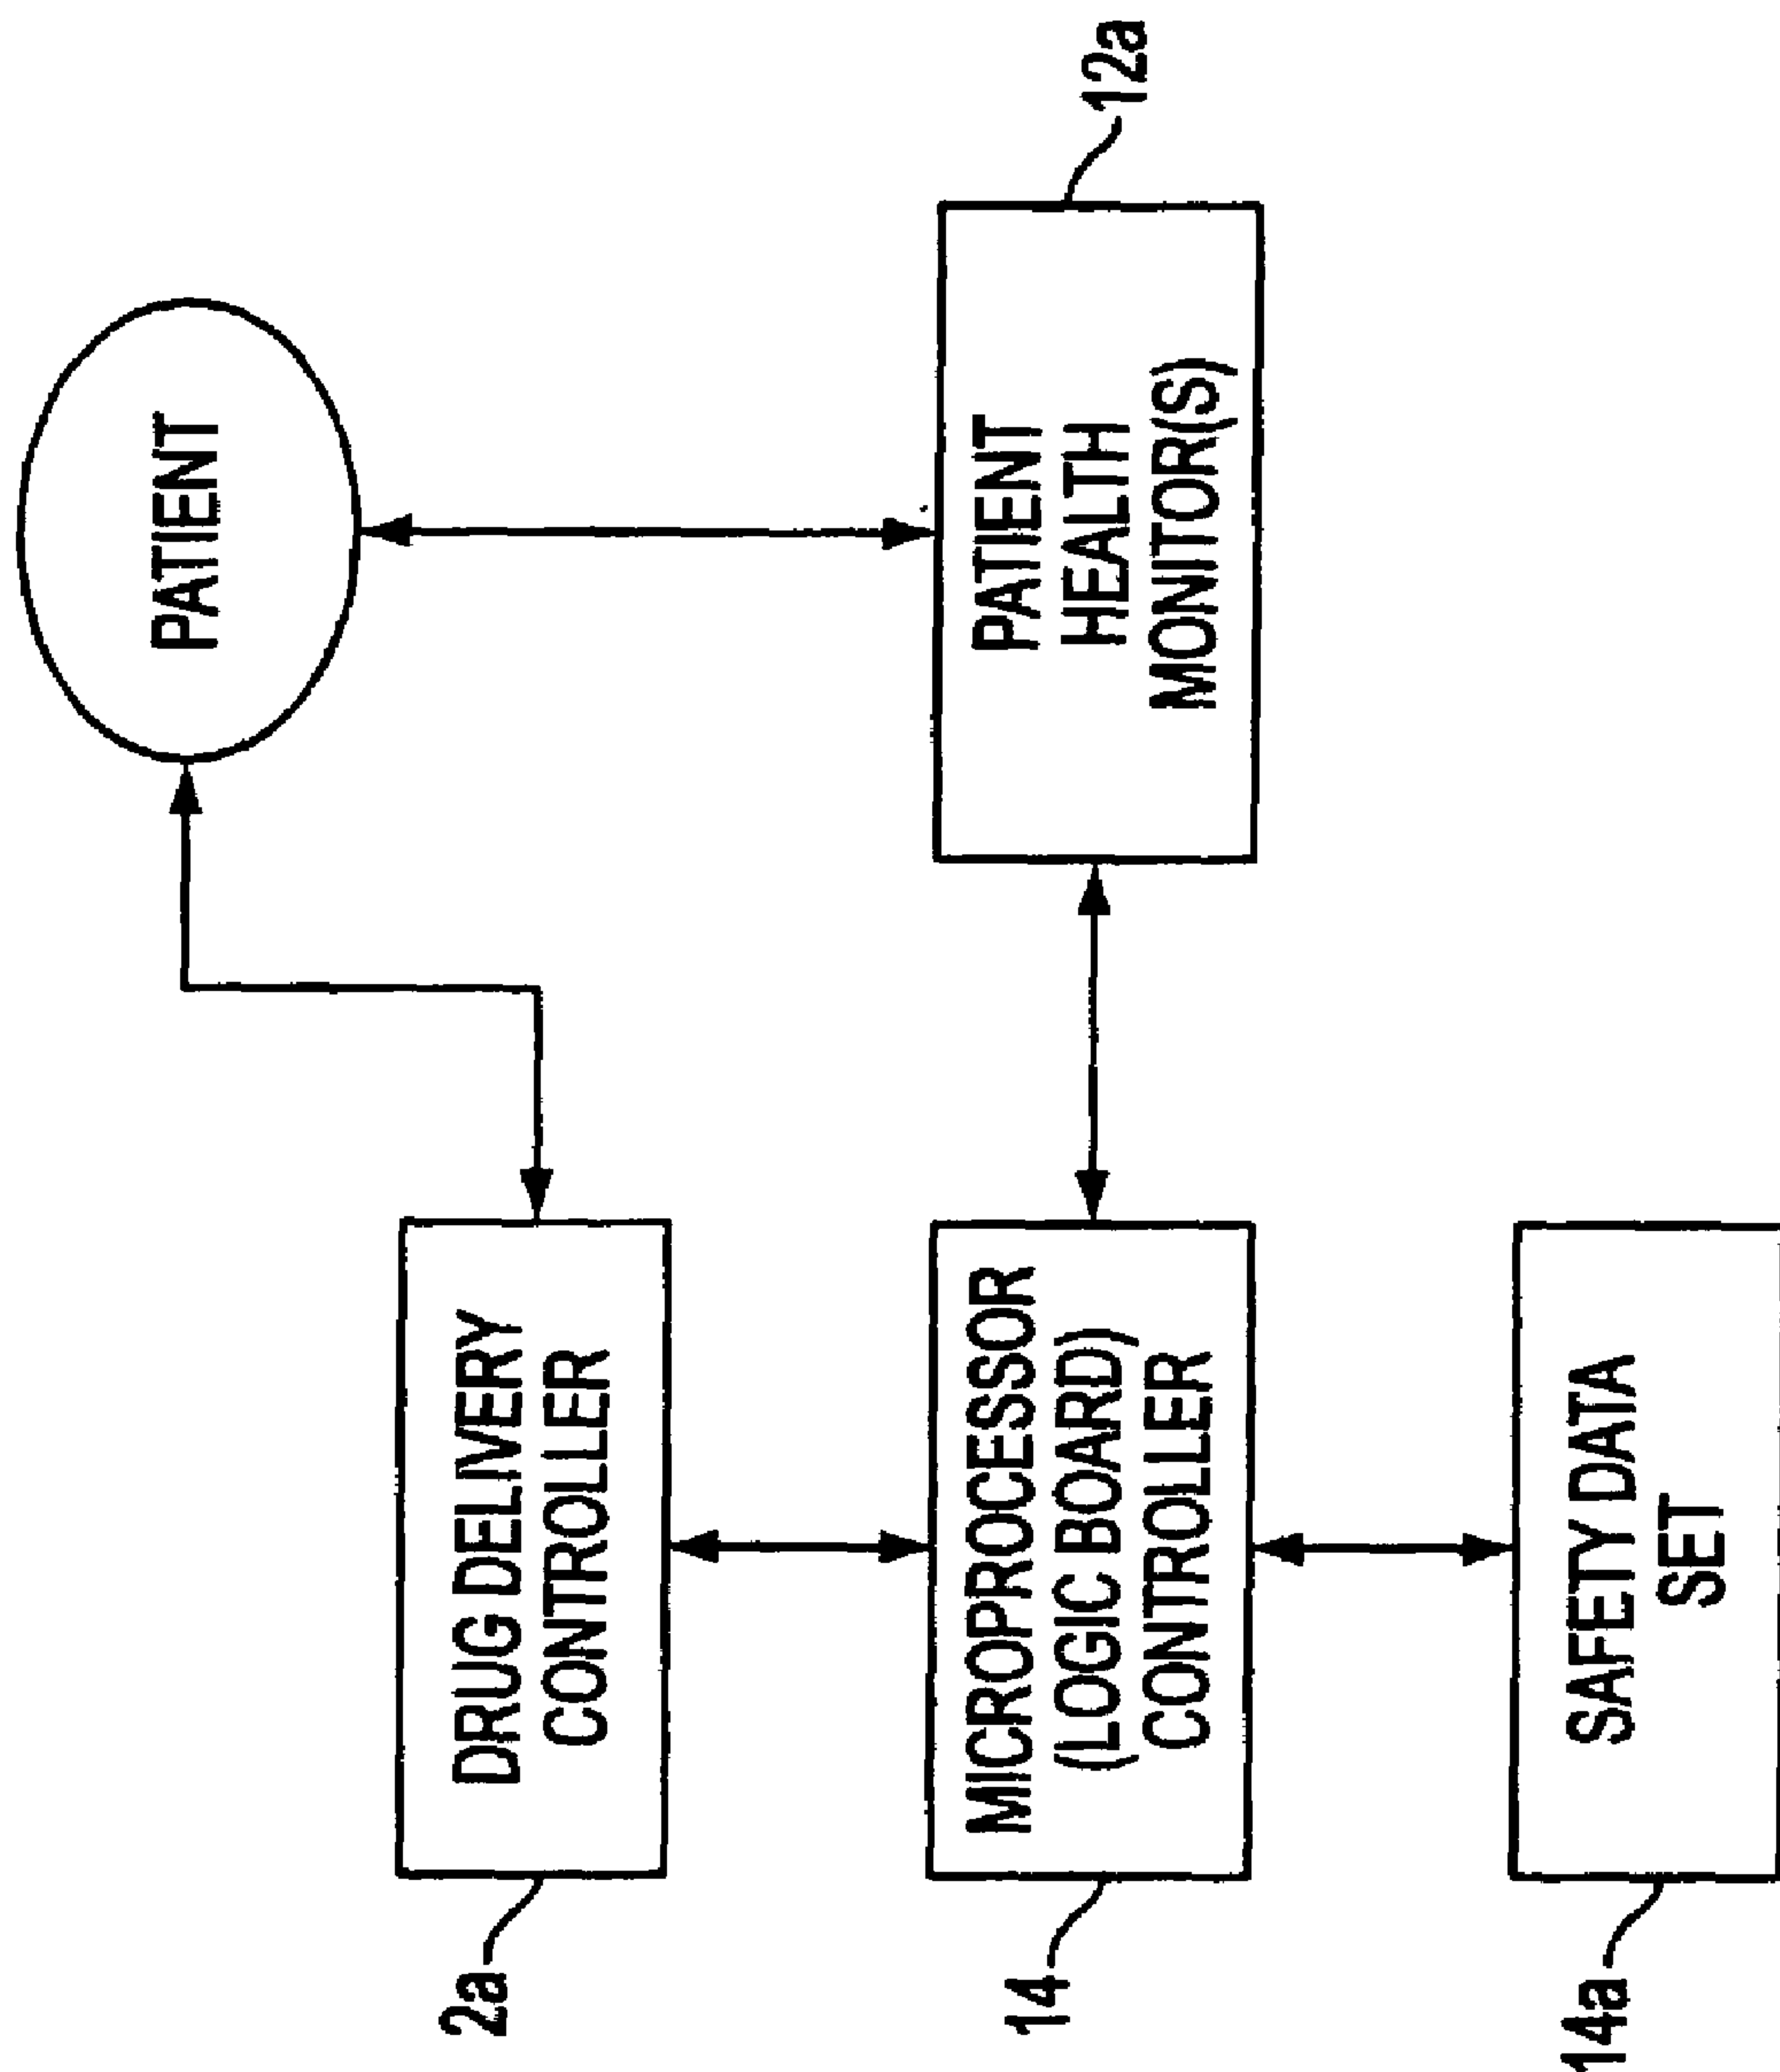 PATIENT
DRUG DELIVERY
CONTROLLER
2a
MICROPROCESSOR
(LOGIC BOARD)
CONTROLLER
14
PATIENT
HEALTH
MONITOR(S)
12a
SAFETY DATA
SET
14a